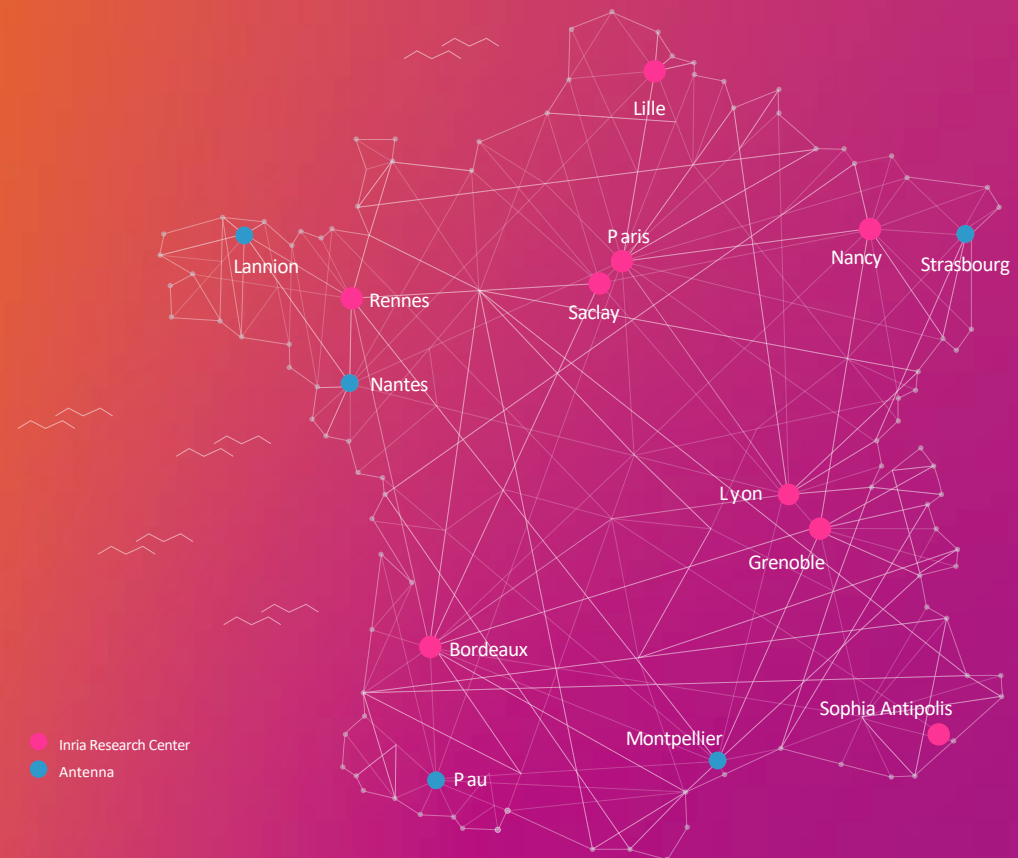 Lille
Paris
Nancy
Strasbourg
Lannion
Rennes
Saclay
Nantes
Lyon
Grenoble
Bordeaux
Sophia Antipolis
Montpellier
Inria Research Center
Antenna
Pau